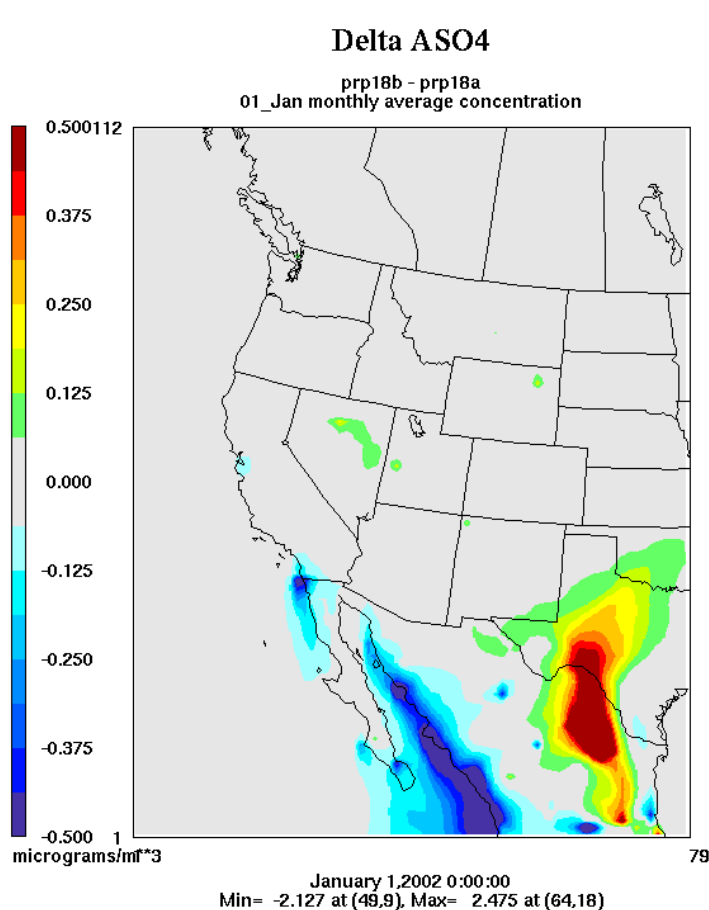 Delta ASO4
prp18b - prp18a
01_Jan monthly average concentration
0.500
112
0.375
0.250
0.125
0.000
-0.125
-0.250
-0.375
-0.500
1
micrograms/m**3
79
January 1,2002 0:00:00
Min= -2.127 at (49,9), Max= 2.475 at (64,18)